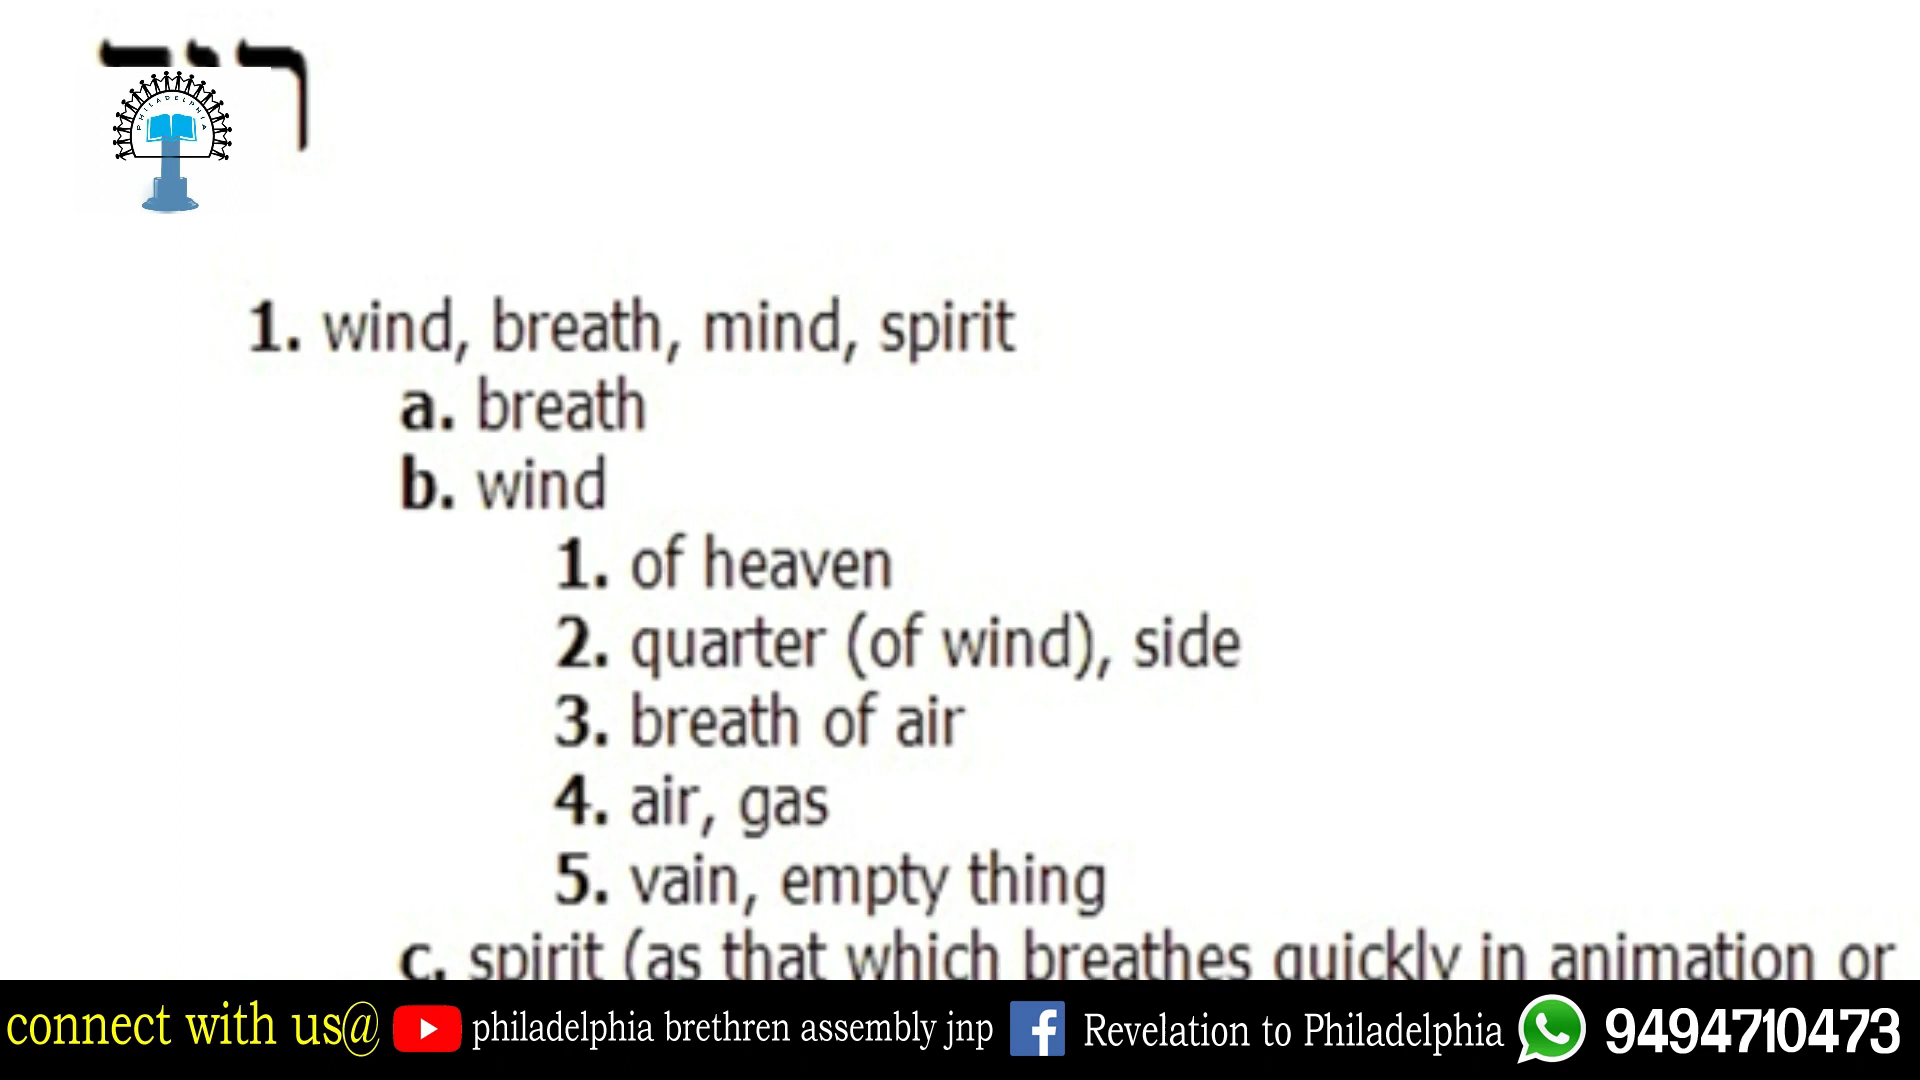 PHILADELPHIA
1. wind, breath, mind, spirit
a. breath
b. wind
1. of heaven
2. quarter (of wind), side
3. breath of air
4. air, gas
5. vain, empty thing
c. spirit (as that which breathes quickly in animation or
connect with us@ philadelphia brethren assembly jnp Revelation to Philadelphia 9494710473